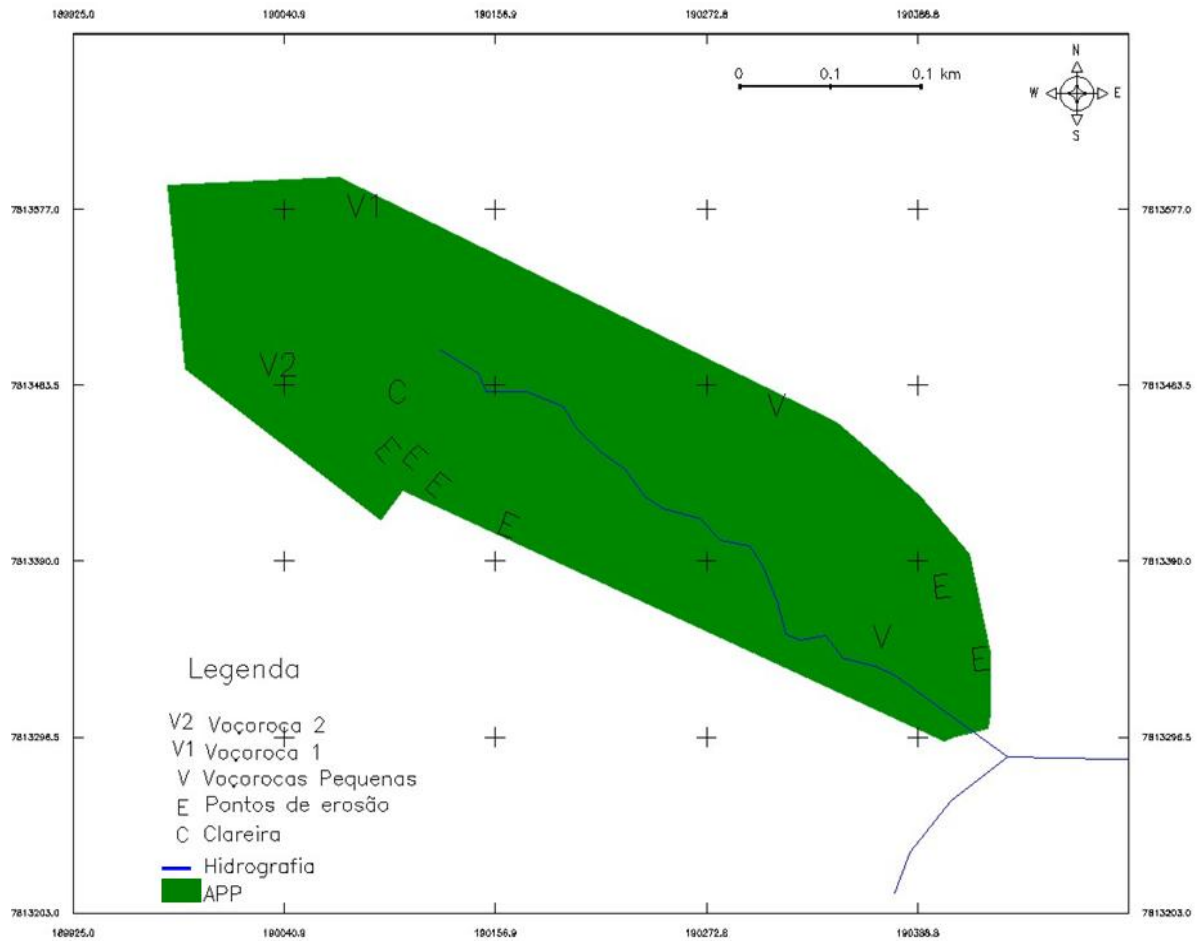 189925.0 190040.9 190156.9 190272.8 190388.8
0 0.1 0.1 km
N
W E
S
7813577.0 V1 7813577.0
V2
7813483.5 C V 7813483.5
E E E
E
7813390.0 7813390.0
E
V
E
Legenda
V2 Voçoroca 2
7813296.5 7813296.5
V1 Voçoroca 1
V Voçorocas Pequenas
E Pontos de erosão
C Clareira
Hidrografia
APP
7813203.0 7813203.0
189925.0 190040.9 190156.9 190272.8 190388.8